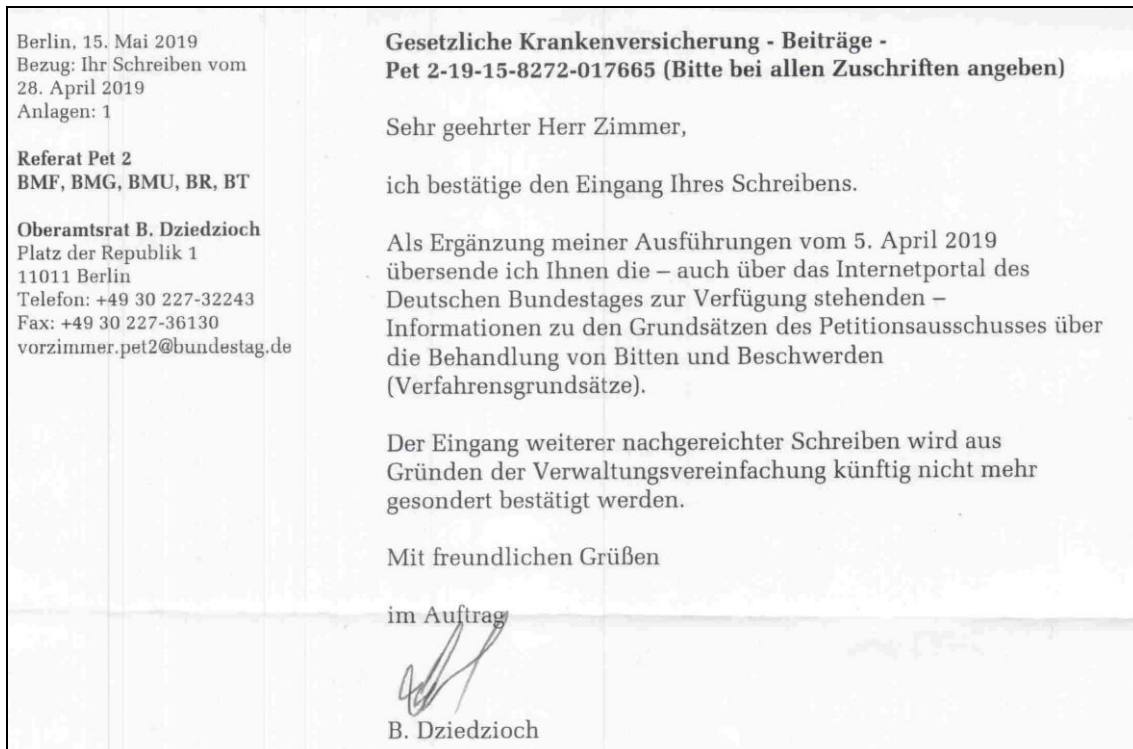 Berlin, 15. Mai 2019
Bezug: Ihr Schreiben vom
28. April 2019
Anlagen: 1
Referat Pet 2
BMF, BMG, BMU, BR, BT
Oberamtsrat B. Dziedzioch
Platz der Republik 1
11011 Berlin
Telefon: +49 30 227-32243
Fax: +49 30 227-36130
vorzimmer.pet2@bundestag.de
Gesetzliche Krankenversicherung - Beiträge -
Pet 2-19-15-8272-017665 (Bitte bei allen Zuschriften angeben)
Sehr geehrter Herr Zimmer,
ich bestätige den Eingang Ihres Schreibens.
Als Ergänzung meiner Ausführungen vom 5. April 2019
übersende ich Ihnen die – auch über das Internetportal des
Deutschen Bundestages zur Verfügung stehenden –
Informationen zu den Grundsätzen des Petitionsausschusses über
die Behandlung von Bitten und Beschwerden
(Verfahrensgrundsätze).
Der Eingang weiterer nachgereichter Schreiben wird aus
Gründen der Verwaltungsvereinfachung künftig nicht mehr
gesondert bestätigt werden.
Mit freundlichen Grüßen
im Auftrag
B. Dziedzioch